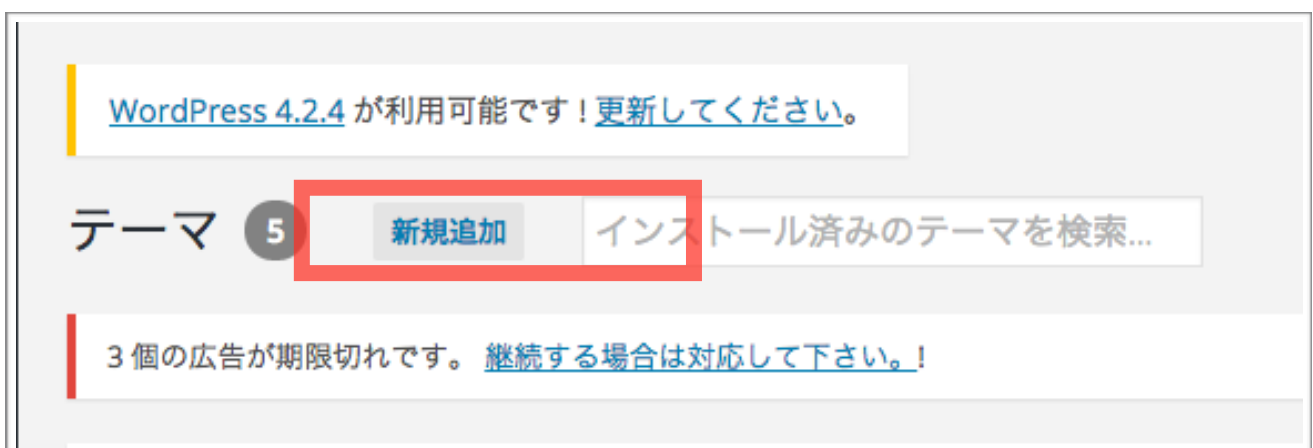 WordPress 4.2.4 が利用可能です ! 更新してください。
テーマ 5 新規追加 インストール済みのテーマを検索...
3 個の広告が期限切れです。 継続する場合は対応して下さい。!